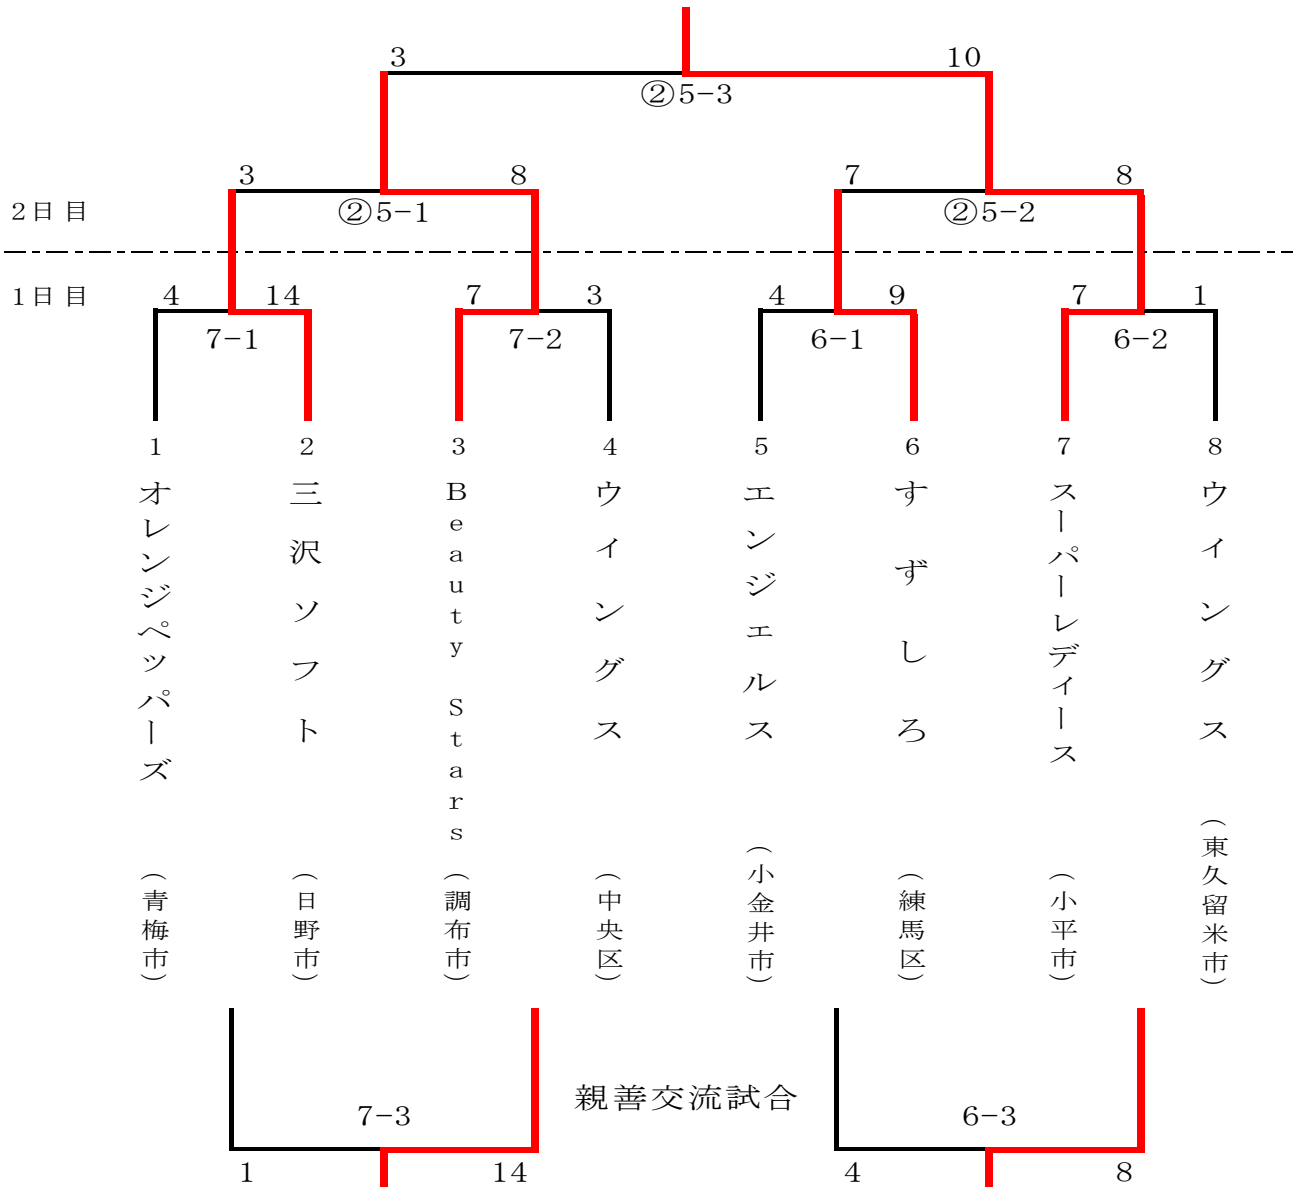 3 10
②5-3
3 8 7 8
2日目 ②5-1 ②5-2
1日目 4 14 7 3 4 9 7 1
7-1 7-2 6-1 6-2
1 2 3 4 5 6 7 8
オレンジペッパーズ（青梅市）
三沢ソフト（日野市）
Beauty Stars（調布市）
ウィングス（中央区）
エンジェルス（小金井市）
すずしろ（練馬区）
スーパーレディース（小平市）
ウイングス（東久留米市）
親善交流試合
7-3 6-3
1 14 4 8